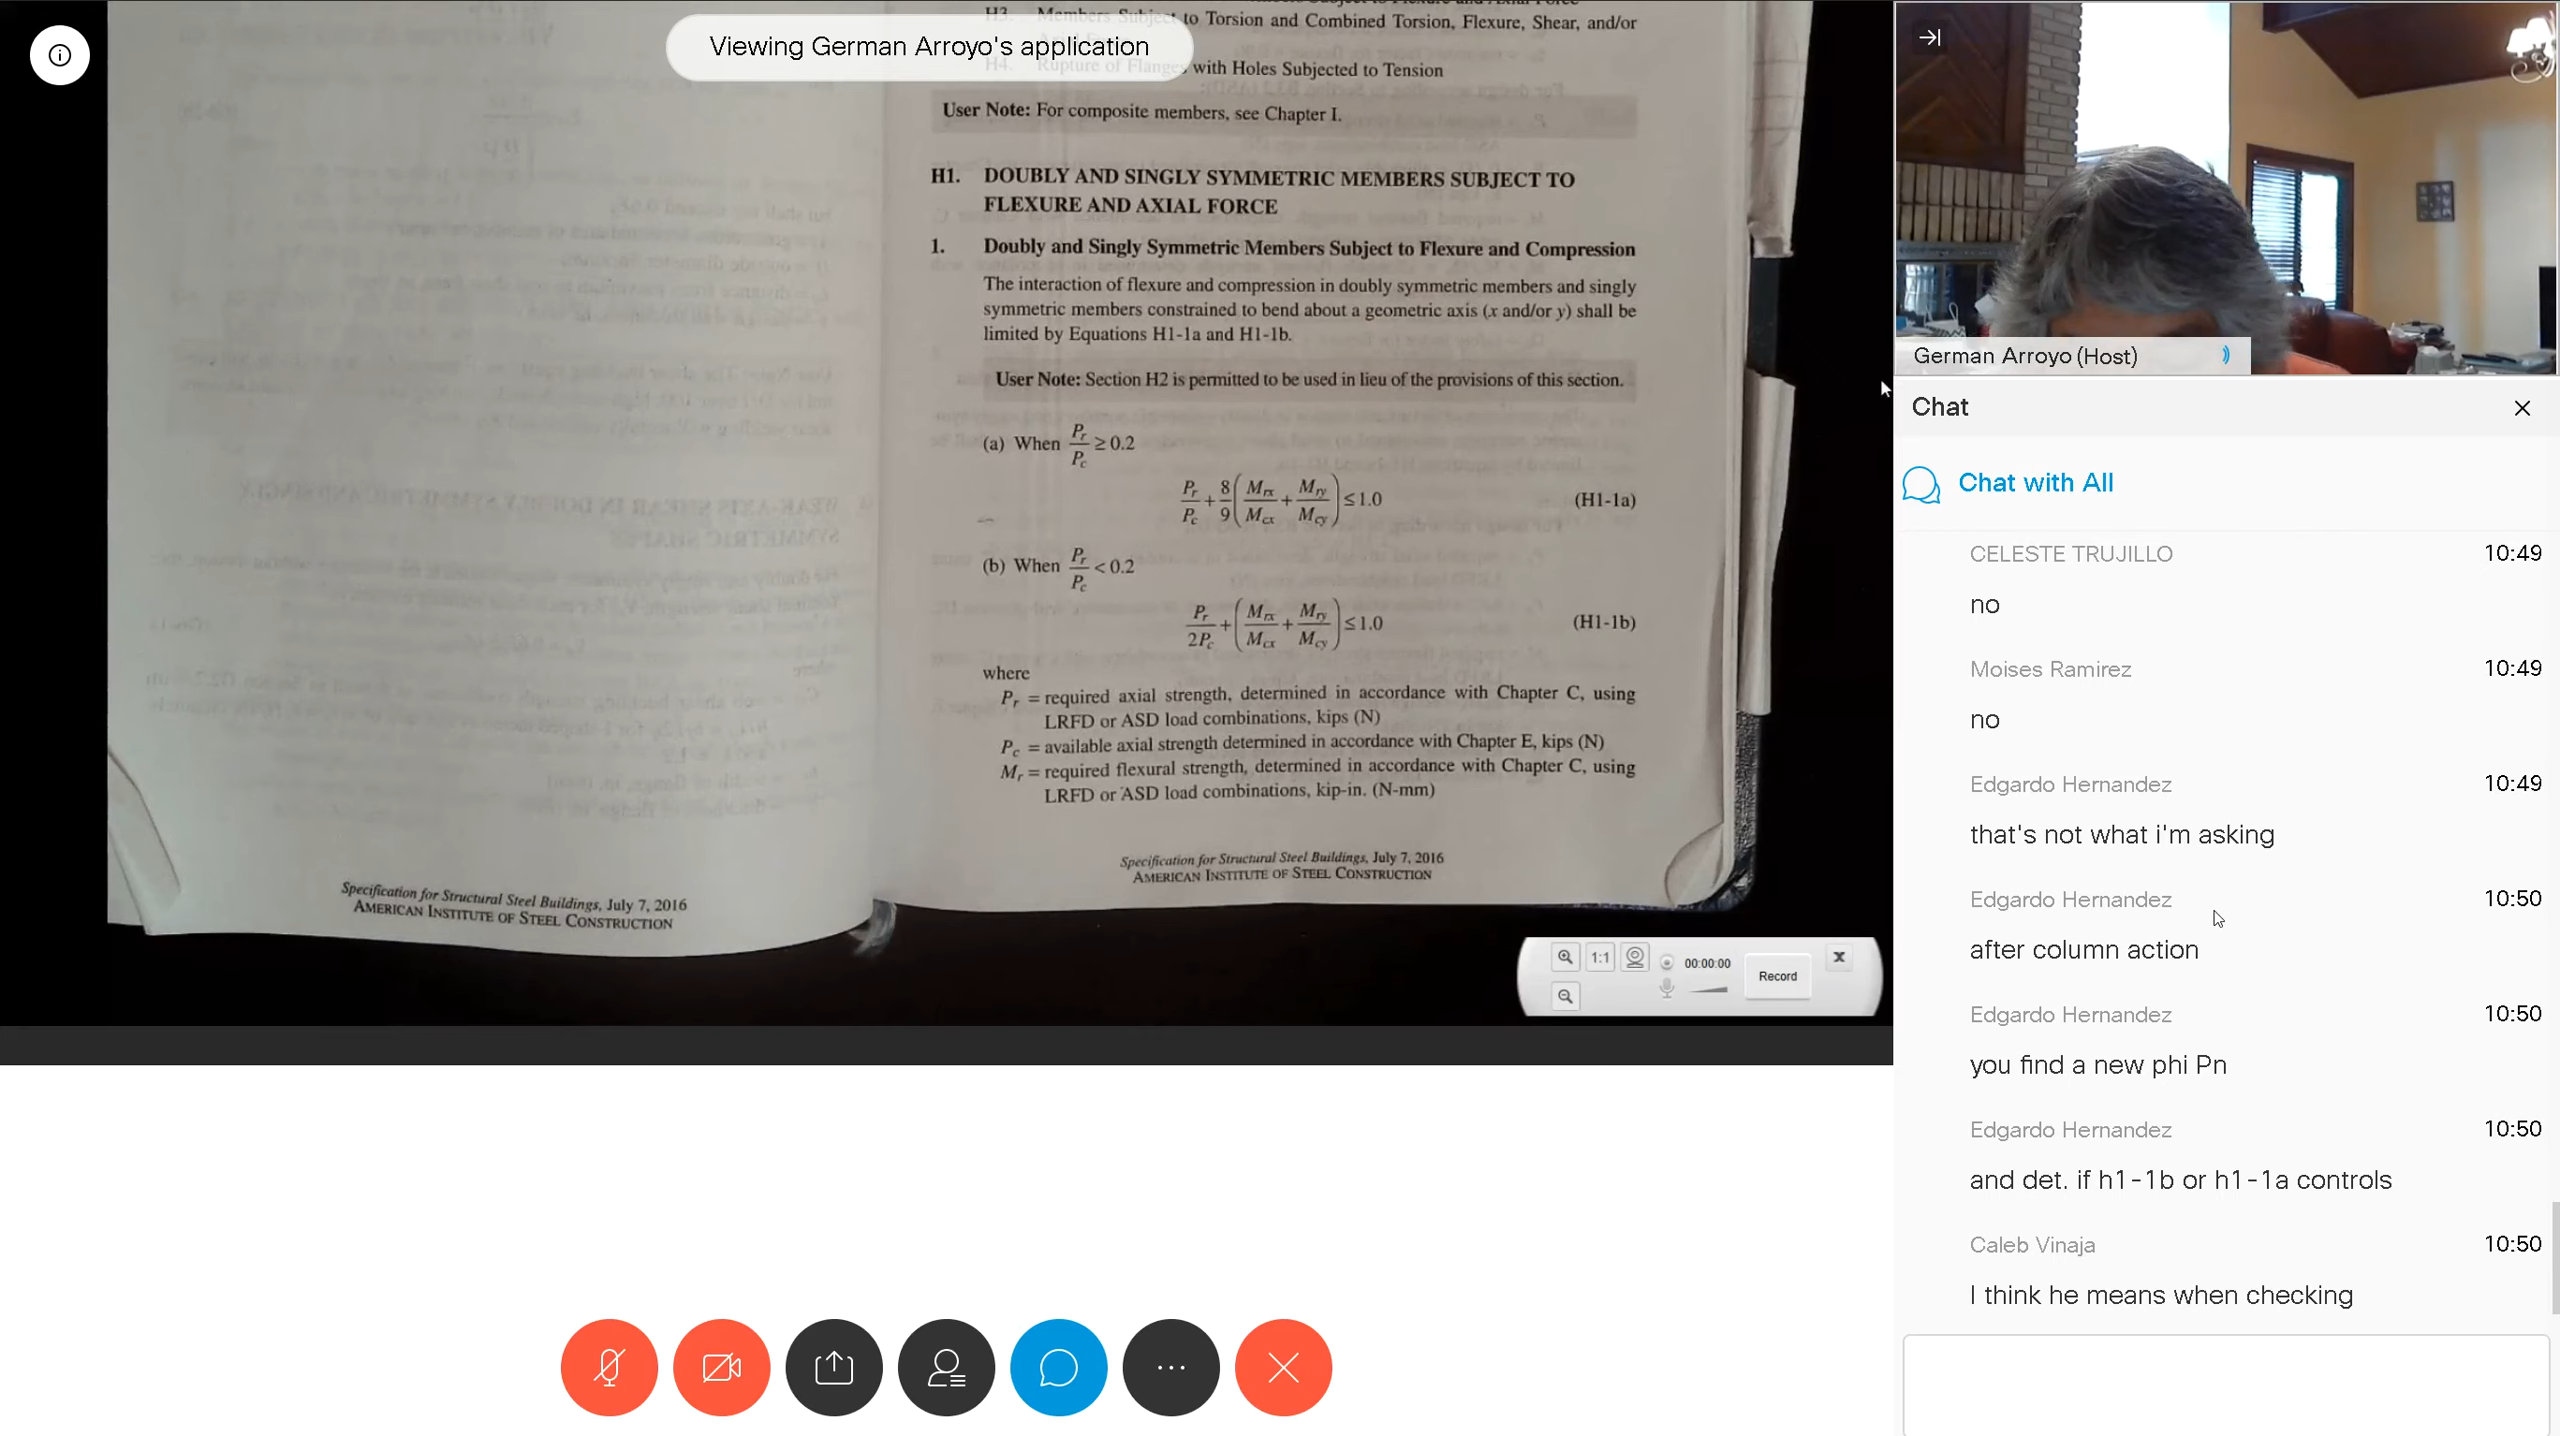 Viewing German Arroyo's application
H3. Members Subject to Torsion and Combined Torsion, Flexure, Shear, and/or
H4. Rupture of Flanges with Holes Subjected to Tension
User Note: For composite members, see Chapter I.
H1. DOUBLY AND SINGLY SYMMETRIC MEMBERS SUBJECT TO
FLEXURE AND AXIAL FORCE
1. Doubly and Singly Symmetric Members Subject to Flexure and Compression
The interaction of flexure and compression in doubly symmetric members and singly
symmetric members constrained to bend about a geometric axis (x and/or y) shall be
limited by Equations H1-1a and H1-1b.
User Note: Section H2 is permitted to be used in lieu of the provisions of this section.
(a) When Pr/Pc ≥ 0.2
Pr/Pc + 8/9 (Mrx/Mcx + Mry/Mcy) ≤ 1.0 (H1-1a)
(b) When Pr/Pc < 0.2
Pr/2Pc + (Mrx/Mcx + Mry/Mcy) ≤ 1.0 (H1-1b)
where
Pr = required axial strength, determined in accordance with Chapter C, using
LRFD or ASD load combinations, kips (N)
Pc = available axial strength determined in accordance with Chapter E, kips (N)
Mr = required flexural strength, determined in accordance with Chapter C, using
LRFD or ASD load combinations, kip-in. (N-mm)
Specification for Structural Steel Buildings, July 7, 2016
AMERICAN INSTITUTE OF STEEL CONSTRUCTION
Specification for Structural Steel Buildings, July 7, 2016
AMERICAN INSTITUTE OF STEEL CONSTRUCTION
1:1
00:00:00
Record
x
German Arroyo (Host)
Chat
Chat with All
CELESTE TRUJILLO 10:49
no
Moises Ramirez 10:49
no
Edgardo Hernandez 10:49
that's not what i'm asking
Edgardo Hernandez 10:50
after column action
Edgardo Hernandez 10:50
you find a new phi Pn
Edgardo Hernandez 10:50
and det. if h1-1b or h1-1a controls
Caleb Vinaja 10:50
I think he means when checking